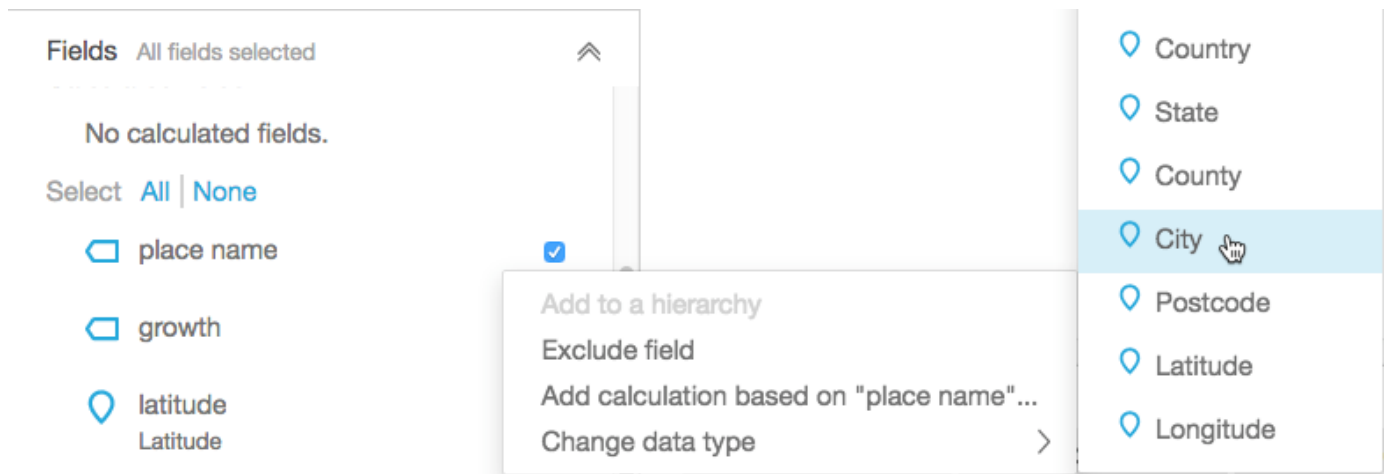 Fields All fields selected
No calculated fields.
Select All | None
place name
growth
latitude
Latitude
Add to a hierarchy
Exclude field
Add calculation based on "place name"...
Change data type
Country
State
County
City
Postcode
Latitude
Longitude